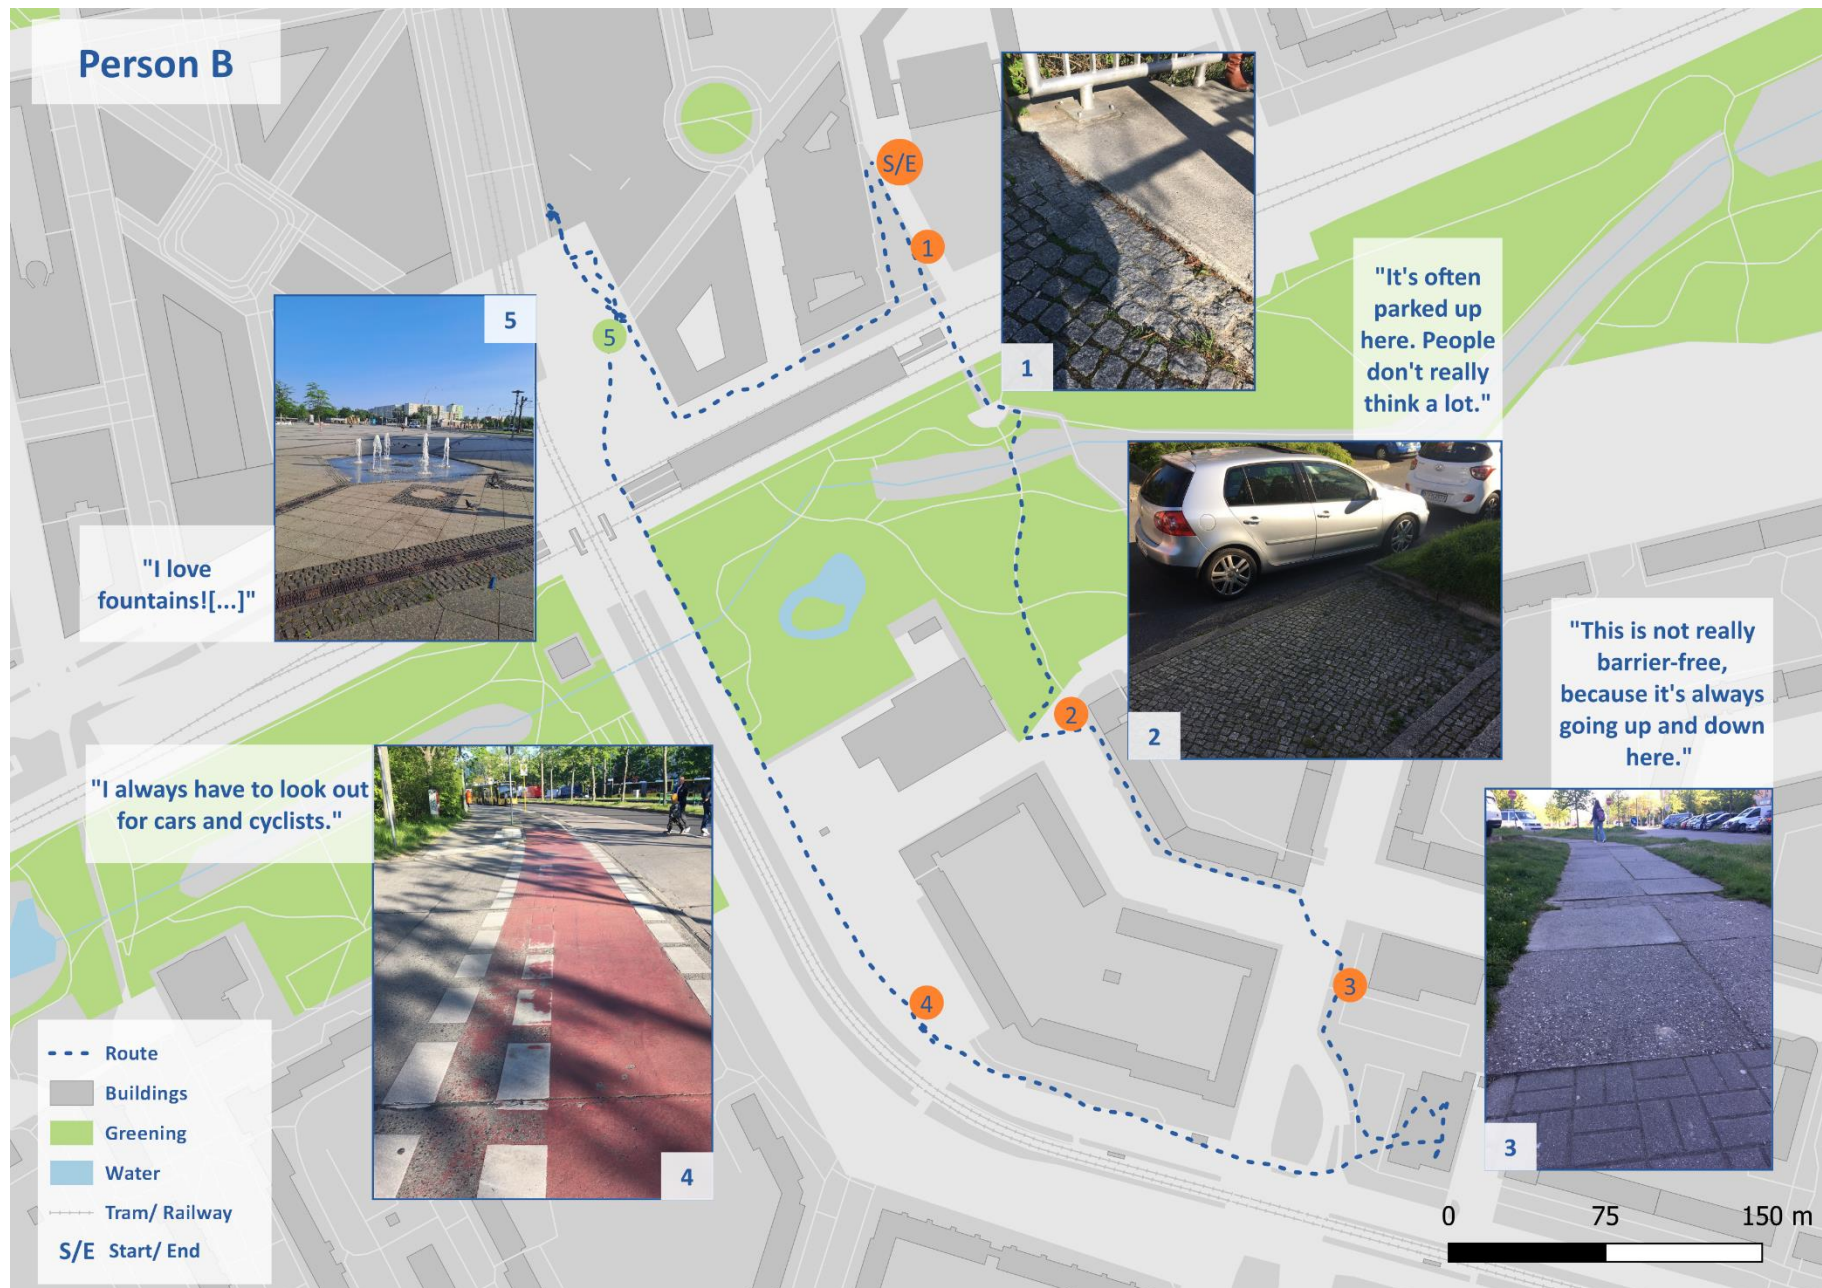 Person B
S/E
1
1
"It's often
parked up
here. People
don't really
think a lot."
5
5
"I love
fountains![...]"
2
2
"This is not really
barrier-free,
because it's always
going up and down
here."
"I always have to look out
for cars and cyclists."
3
4
3
4
Route
Buildings
Greening
Water
Tram/ Railway
S/E Start/ End
0 75 150 m